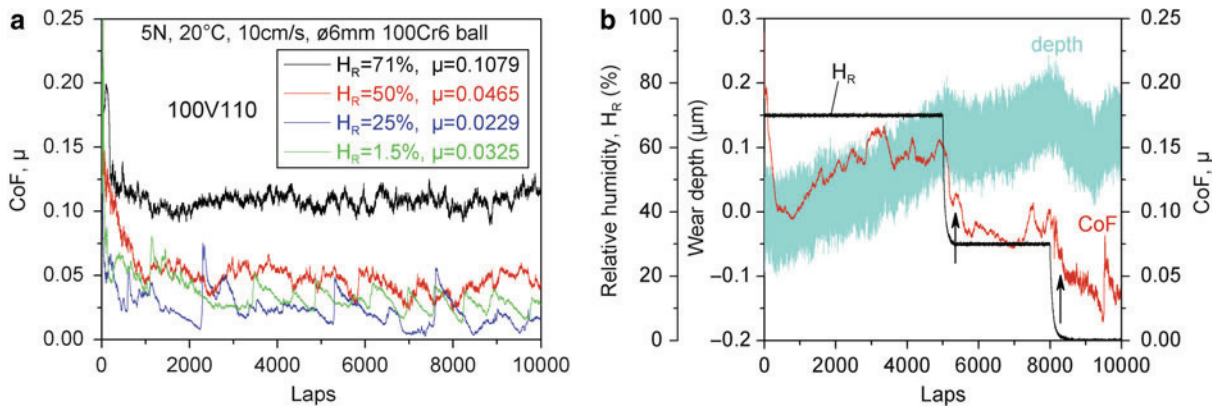 a
5N, 20°C, 10cm/s, ø6mm 100Cr6 ball
100V110
H_R=71%, μ=0.1079
H_R=50%, μ=0.0465
H_R=25%, μ=0.0229
H_R=1.5%, μ=0.0325
CoF, μ
0.25
0.20
0.15
0.10
0.05
0.00
0 2000 4000 6000 8000 10000
Laps
b
Relative humidity, H_R (%)
100
80
60
40
20
0
Wear depth (μm)
0.3
0.2
0.1
0.0
–0.1
–0.2
H_R
depth
CoF
0.25
0.20
0.15
0.10
0.05
0.00
CoF, μ
0 2000 4000 6000 8000 10000
Laps